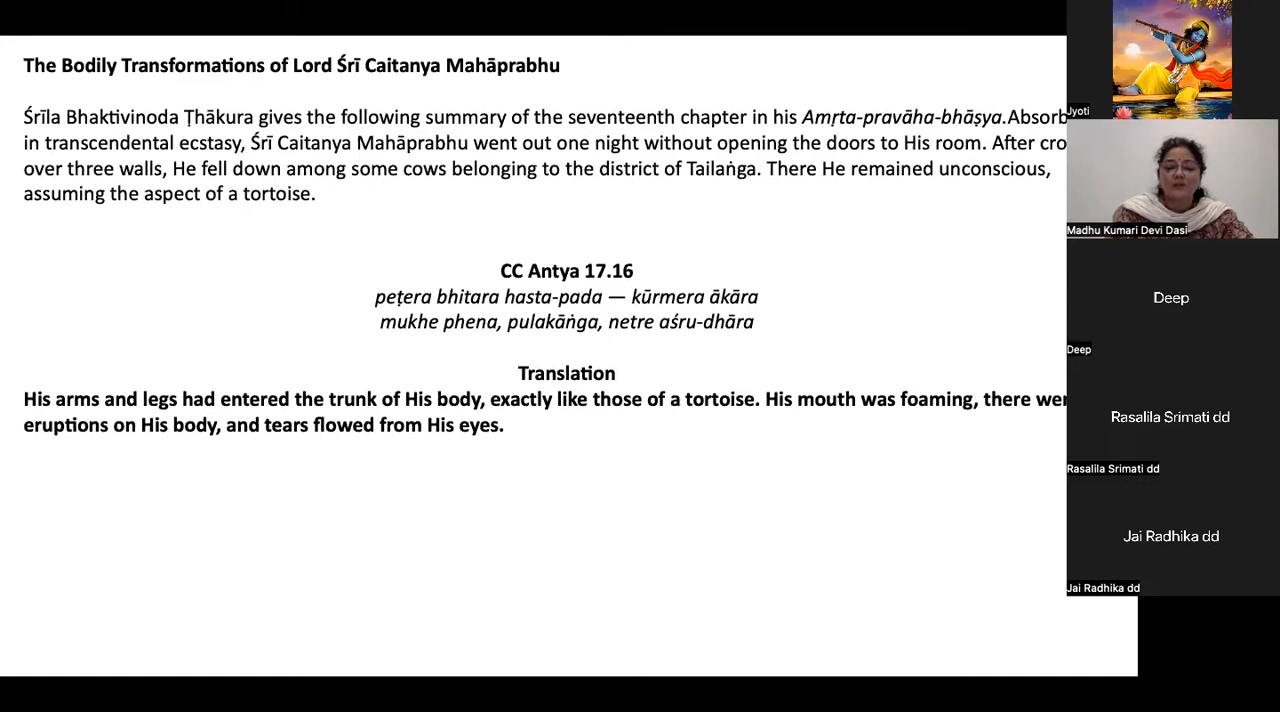 The Bodily Transformations of Lord Śrī Caitanya Mahāprabhu
Śrīla Bhaktivinoda Ṭhākura gives the following summary of the seventeenth chapter in his Amṛta-pravāha-bhāṣya.Absorb
in transcendental ecstasy, Śrī Caitanya Mahāprabhu went out one night without opening the doors to His room. After cro
over three walls, He fell down among some cows belonging to the district of Tailaṅga. There He remained unconscious,
assuming the aspect of a tortoise.
CC Antya 17.16
peṭera bhitara hasta-pada — kūrmera ākāra
mukhe phena, pulakāṅga, netre aśru-dhāra
Translation
His arms and legs had entered the trunk of His body, exactly like those of a tortoise. His mouth was foaming, there wer
eruptions on His body, and tears flowed from His eyes.
Jyoti
Madhu Kumari Devi Dasi
Deep
Deep
Rasalila Srimati dd
Rasalila Srimati dd
Jai Radhika dd
Jai Radhika dd